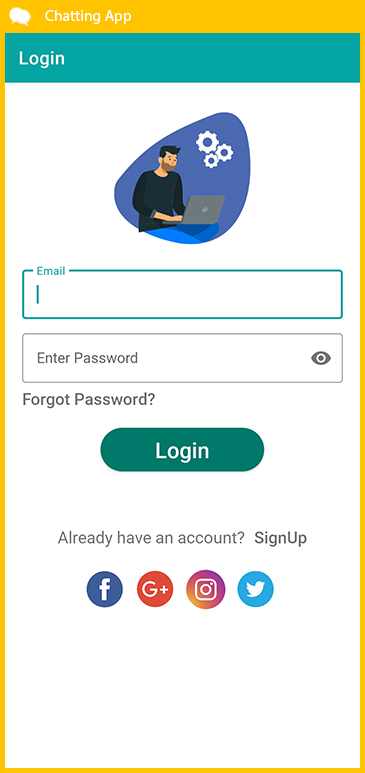 Chatting App
Login
Email
Enter Password
Forgot Password?
Login
Already have an account? SignUp
f
G+